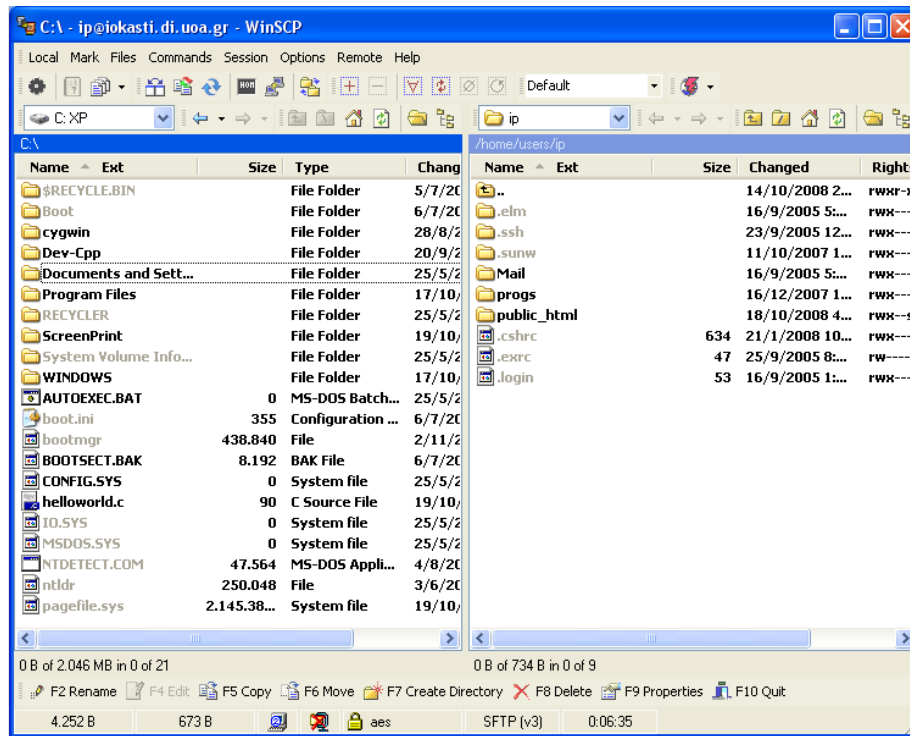 C:\ - ip@iokasti.di.uoa.gr - WinSCP
Local Mark Files Commands Session Options Remote Help
Default
C: XP
ip
C:\
/home/users/ip
Name Ext Size Type Chang
Name Ext Size Changed Right
$RECYCLE.BIN File Folder 5/7/20
.. 14/10/2008 2... rwxr-x
Boot File Folder 6/7/20
.elm 16/9/2005 5:... rwx---
cygwin File Folder 28/8/2
.ssh 23/9/2005 12... rwx---
Dev-Cpp File Folder 20/9/2
.sunw 11/10/2007 1... rwx---
Documents and Sett... File Folder 25/5/2
Mail 16/9/2005 5:... rwx---
Program Files File Folder 17/10/
progs 16/12/2007 1... rwx---
RECYCLER File Folder 25/5/2
public_html 18/10/2008 4... rwx--s
ScreenPrint File Folder 19/10/
.cshrc 634 21/1/2008 10... rwx---
System Volume Info... File Folder 25/5/2
.exrc 47 25/9/2005 8:... rw----
WINDOWS File Folder 17/10/
.login 53 16/9/2005 1:... rwx---
AUTOEXEC.BAT 0 MS-DOS Batch... 25/5/2
boot.ini 355 Configuration ... 6/7/20
bootmgr 438.840 File 2/11/2
BOOTSECT.BAK 8.192 BAK File 6/7/20
CONFIG.SYS 0 System file 25/5/2
helloworld.c 90 C Source File 19/10/
IO.SYS 0 System file 25/5/2
MSDOS.SYS 0 System file 25/5/2
NTDETECT.COM 47.564 MS-DOS Appli... 4/8/20
ntldr 250.048 File 3/6/20
pagefile.sys 2.145.38... System file 19/10/
0 B of 2.046 MB in 0 of 21
0 B of 734 B in 0 of 9
F2 Rename F4 Edit F5 Copy F6 Move F7 Create Directory F8 Delete F9 Properties F10 Quit
4.252 B 673 B aes SFTP (v3) 0:06:35